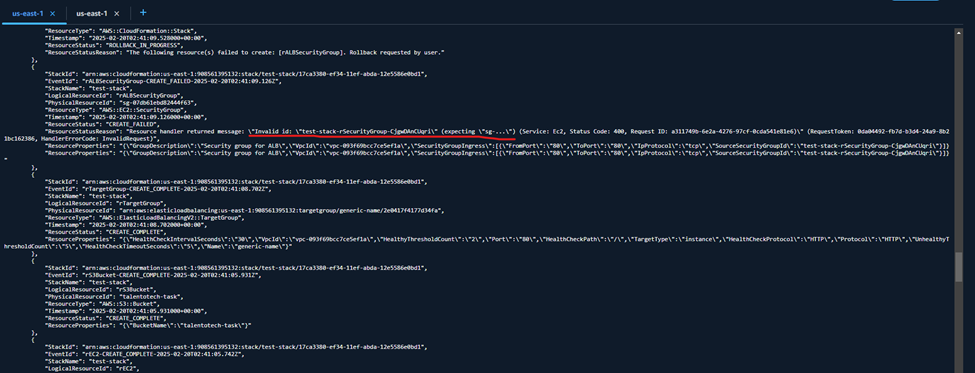 us-east-1 × us-east-1 × +
"ResourceType": "AWS::CloudFormation::Stack",
"Timestamp": "2025-02-20T02:41:09.528000+00:00",
"ResourceStatus": "ROLLBACK_IN_PROGRESS",
"ResourceStatusReason": "The following resource(s) failed to create: [rALBSecurityGroup]. Rollback requested by user."
},
{
"StackId": "arn:aws:cloudformation:us-east-1:908561395132:stack/test-stack/17ca3380-ef34-11ef-abda-12e5586e0bd1",
"EventId": "rALBSecurityGroup-CREATE_FAILED-2025-02-20T02:41:09.126Z",
"StackName": "test-stack",
"LogicalResourceId": "rALBSecurityGroup",
"PhysicalResourceId": "sg-07db61ebd82444f63",
"ResourceType": "AWS::EC2::SecurityGroup",
"Timestamp": "2025-02-20T02:41:09.126000+00:00",
"ResourceStatus": "CREATE_FAILED",
"ResourceStatusReason": "Resource handler returned message: \"Invalid id: \"test-stack-rSecurityGroup-CjgwDAnCUqri\" (expecting \"sg-...\") (Service: Ec2, Status Code: 400, Request ID: a311749b-6e2a-4276-97cf-0cda541e81e6)\" (RequestToken: 0da04492-fb7d-b3d4-24a9-8b2
1bc162386, HandlerErrorCode: InvalidRequest)",
"ResourceProperties": "{\"GroupDescription\":\"Security group for ALB\",\"VpcId\":\"vpc-093f69bcc7ce5ef1a\",\"SecurityGroupIngress\":[{\"FromPort\":\"80\",\"ToPort\":\"80\",\"IpProtocol\":\"tcp\",\"SourceSecurityGroupId\":\"test-stack-rSecurityGroup-CjgwDAnCUqri\"}]}
"ResourceProperties": "{\"GroupDescription\":\"Security group for ALB\",\"VpcId\":\"vpc-093f69bcc7ce5ef1a\",\"SecurityGroupIngress\":[{\"FromPort\":\"80\",\"ToPort\":\"80\",\"IpProtocol\":\"tcp\",\"SourceSecurityGroupId\":\"test-stack-rSecurityGroup-CjgwDAnCUqri\"}]}
"
},
{
"StackId": "arn:aws:cloudformation:us-east-1:908561395132:stack/test-stack/17ca3380-ef34-11ef-abda-12e5586e0bd1",
"EventId": "rTargetGroup-CREATE_COMPLETE-2025-02-20T02:41:08.702Z",
"StackName": "test-stack",
"LogicalResourceId": "rTargetGroup",
"PhysicalResourceId": "arn:aws:elasticloadbalancing:us-east-1:908561395132:targetgroup/generic-name/2e0417f4177d34fa",
"ResourceType": "AWS::ElasticLoadBalancingV2::TargetGroup",
"Timestamp": "2025-02-20T02:41:08.702000+00:00",
"ResourceStatus": "CREATE_COMPLETE",
"ResourceProperties": "{\"HealthCheckIntervalSeconds\":\"30\",\"VpcId\":\"vpc-093f69bcc7ce5ef1a\",\"HealthyThresholdCount\":\"2\",\"Port\":\"80\",\"HealthCheckPath\":\"/\",\"TargetType\":\"instance\",\"HealthCheckProtocol\":\"HTTP\",\"Protocol\":\"HTTP\",\"UnhealthyT
hresholdCount\":\"5\",\"HealthCheckTimeoutSeconds\":\"5\",\"Name\":\"generic-name\"}"
},
{
"StackId": "arn:aws:cloudformation:us-east-1:908561395132:stack/test-stack/17ca3380-ef34-11ef-abda-12e5586e0bd1",
"EventId": "rS3Bucket-CREATE_COMPLETE-2025-02-20T02:41:05.931Z",
"StackName": "test-stack",
"LogicalResourceId": "rS3Bucket",
"PhysicalResourceId": "talentotech-task",
"ResourceType": "AWS::S3::Bucket",
"Timestamp": "2025-02-20T02:41:05.931000+00:00",
"ResourceStatus": "CREATE_COMPLETE",
"ResourceProperties": "{\"BucketName\":\"talentotech-task\"}"
},
{
"StackId": "arn:aws:cloudformation:us-east-1:908561395132:stack/test-stack/17ca3380-ef34-11ef-abda-12e5586e0bd1",
"EventId": "rEC2-CREATE_COMPLETE-2025-02-20T02:41:05.742Z",
"StackName": "test-stack",
"LogicalResourceId": "rEC2",